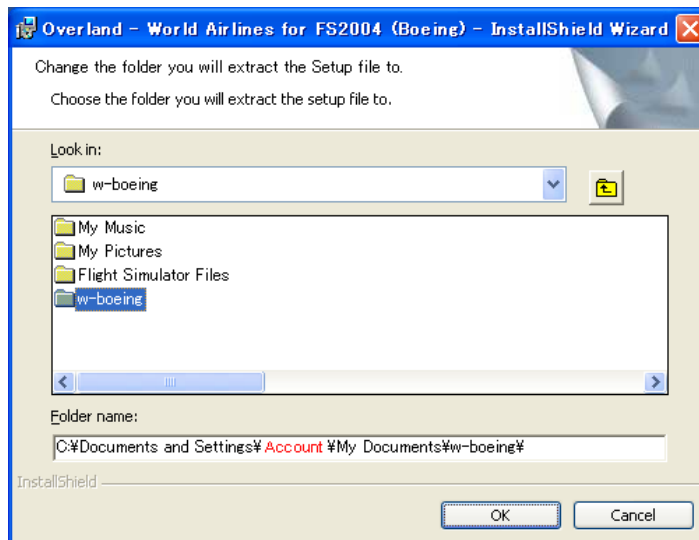 Overland - World Airlines for FS2004 (Boeing) - InstallShield Wizard
Change the folder you will extract the Setup file to.
Choose the folder you will extract the setup file to.
Look in:
w-boeing
My Music
My Pictures
Flight Simulator Files
w-boeing
Folder name:
C:¥Documents and Settings¥ Account ¥My Documents¥w-boeing¥
InstallShield
OK Cancel